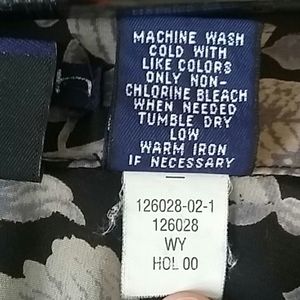 MACHINE WASH
COLD WITH
LIKE COLORS
ONLY NON-
CHLORINE BLEACH
WHEN NEEDED
TUMBLE DRY
LOW
WARM IRON
IF NECESSARY
126028-02-1
126028
WY
HOL 00